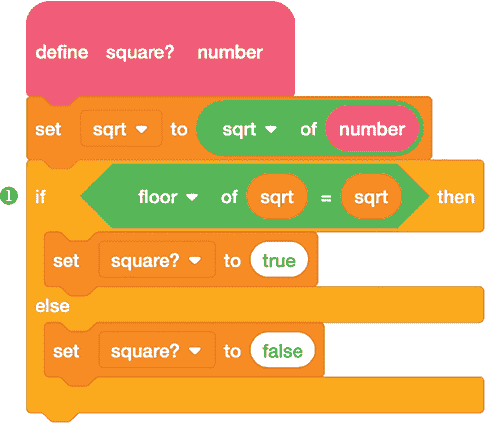 define square? number
set sqrt to sqrt of number
❶ if floor of sqrt = sqrt then
set square? to true
else
set square? to false